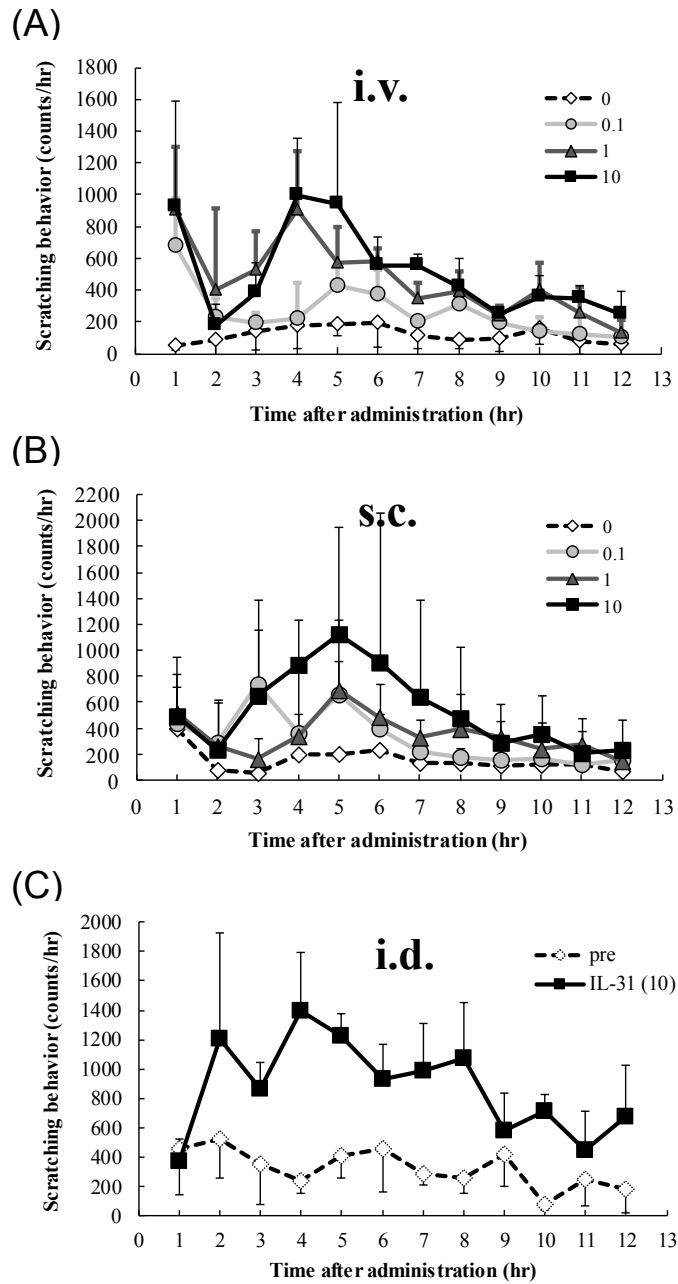 (A)
i.v.
Scratching behavior (counts/hr)
1800
1600
1400
1200
1000
800
600
400
200
0
0
0.1
1
10
0 1 2 3 4 5 6 7 8 9 10 11 12 13
Time after administration (hr)
(B)
s.c.
Scratching behavior (counts/hr)
2200
2000
1800
1600
1400
1200
1000
800
600
400
200
0
0
0.1
1
10
0 1 2 3 4 5 6 7 8 9 10 11 12 13
Time after administration (hr)
(C)
i.d.
Scratching behavior (counts/hr)
2000
1800
1600
1400
1200
1000
800
600
400
200
0
pre
IL-31 (10)
0 1 2 3 4 5 6 7 8 9 10 11 12 13
Time after administration (hr)